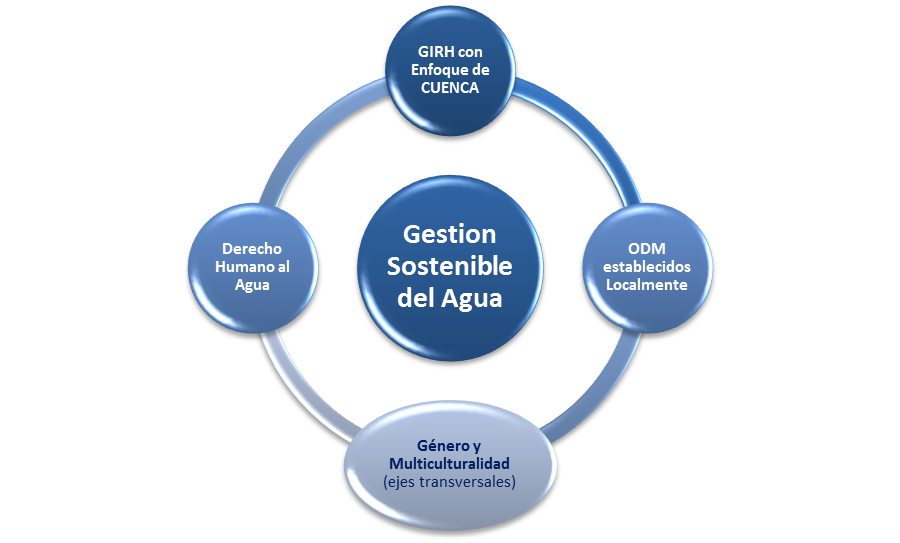 GIRH con
Enfoque de
CUENCA
Derecho
Humano al
Agua
Gestion
Sostenible
del Agua
ODM
establecidos
Localmente
Género y
Multiculturalidad
(ejes transversales)